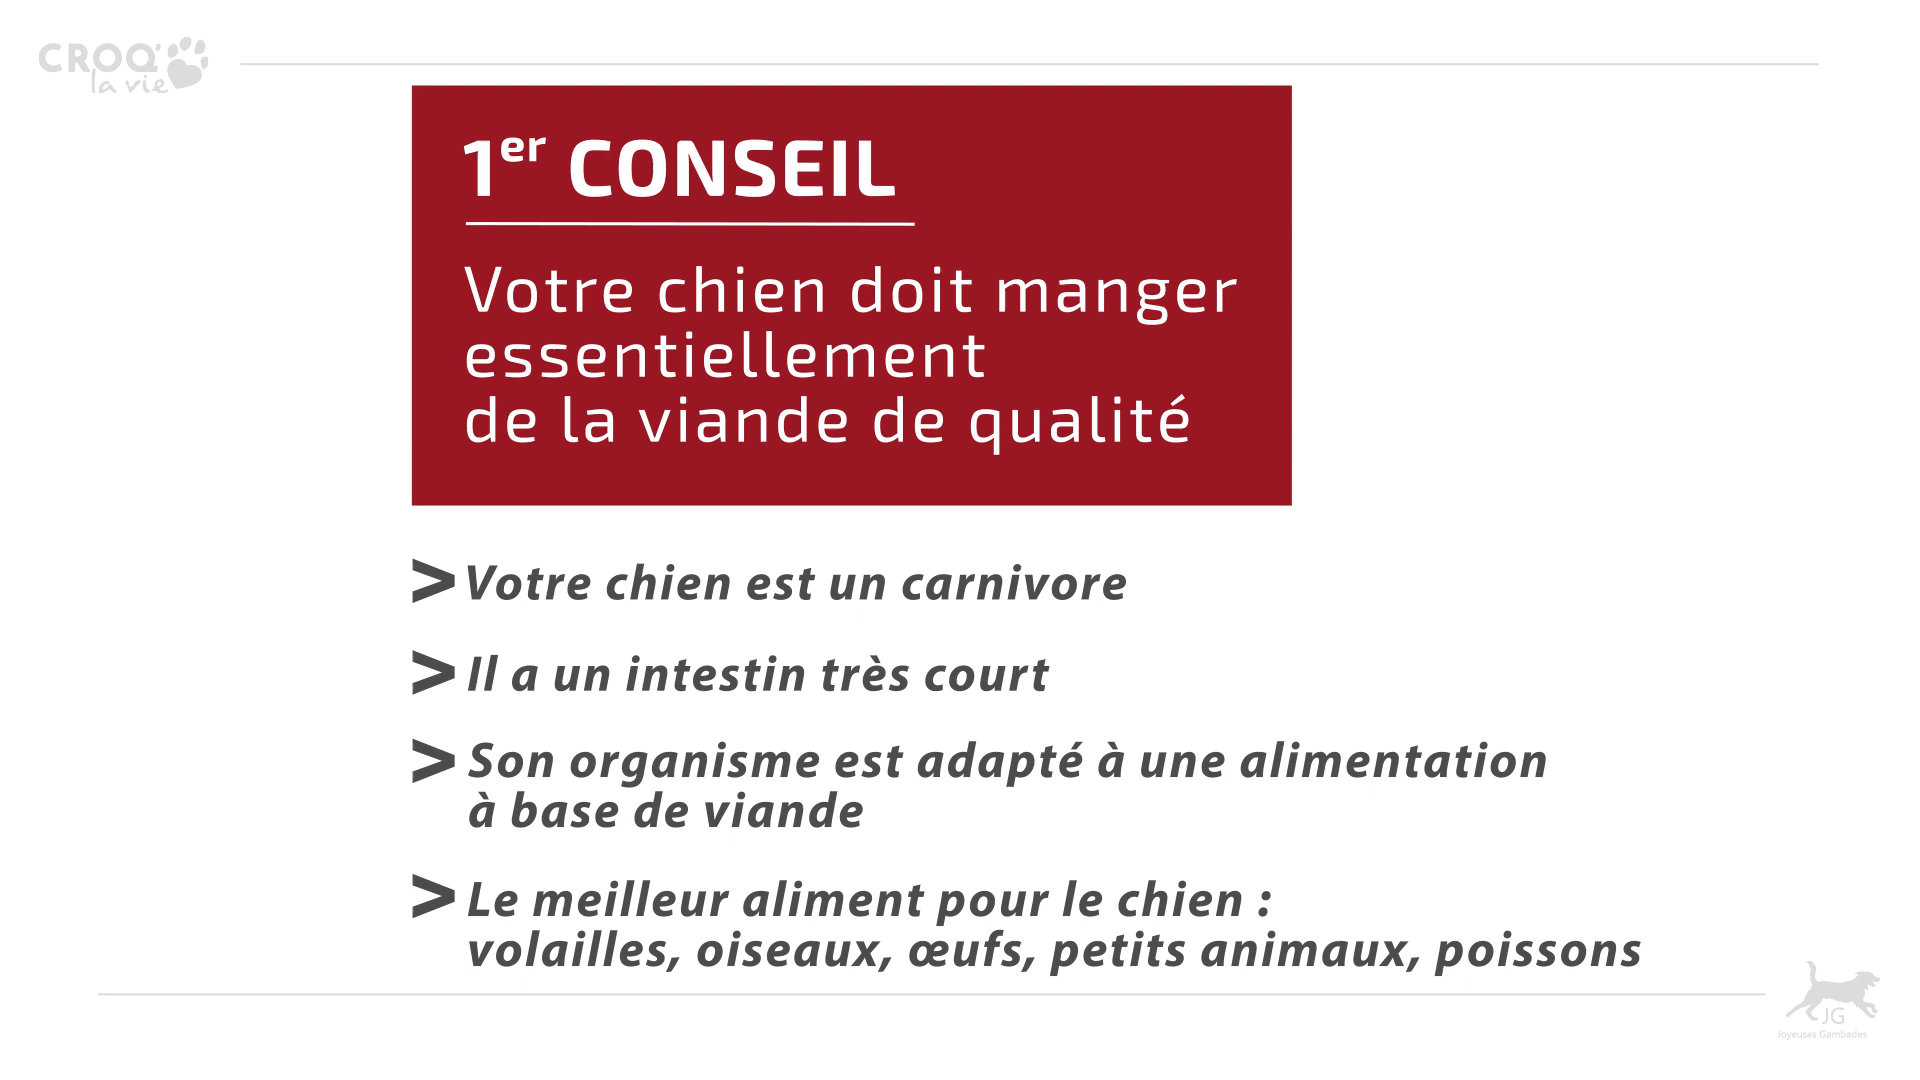 CROQ'
la vie
1er CONSEIL
Votre chien doit manger
essentiellement
de la viande de qualité
> Votre chien est un carnivore
> Il a un intestin très court
> Son organisme est adapté à une alimentation
à base de viande
> Le meilleur aliment pour le chien :
volailles, oiseaux, œufs, petits animaux, poissons
JG
Joyeuses Gambades